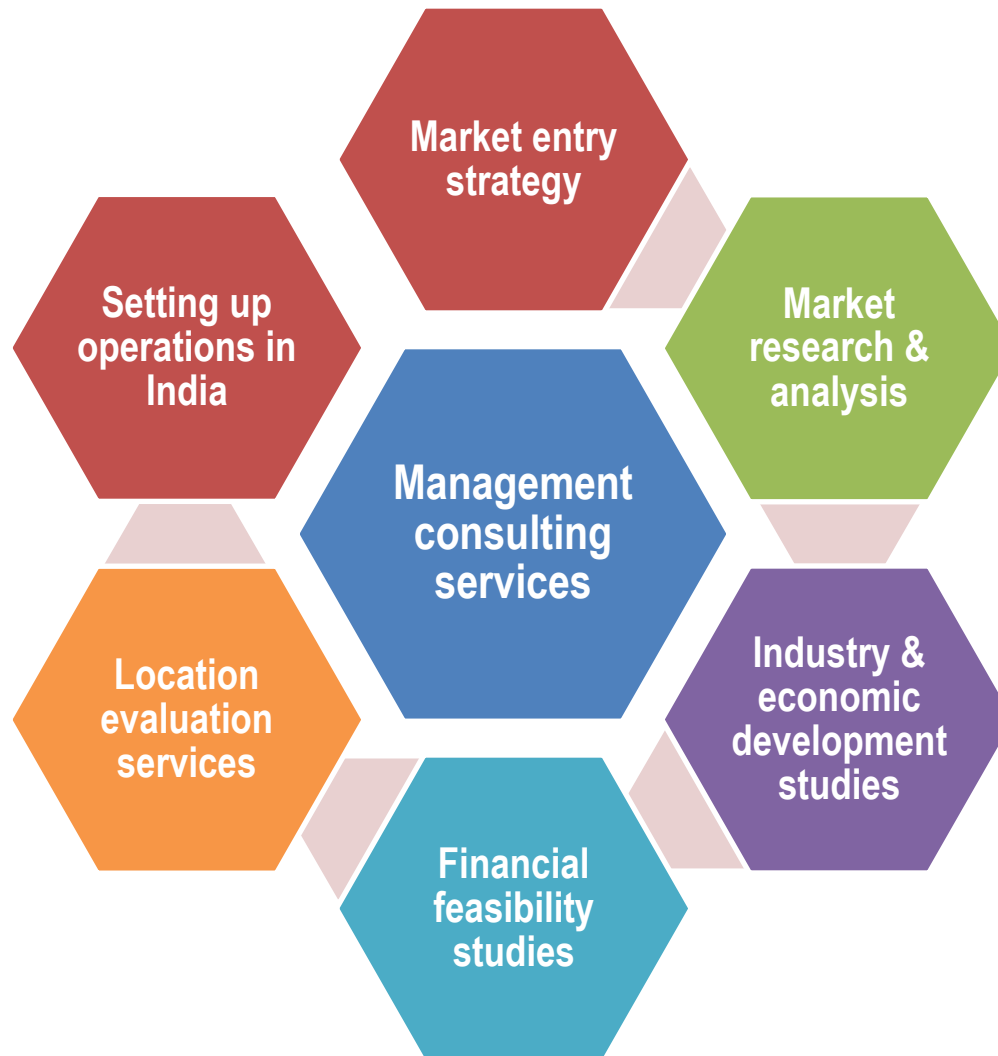 Market entry
strategy
Setting up
operations in
India
Market
research &
analysis
Management
consulting
services
Location
evaluation
services
Industry &
economic
development
studies
Financial
feasibility
studies